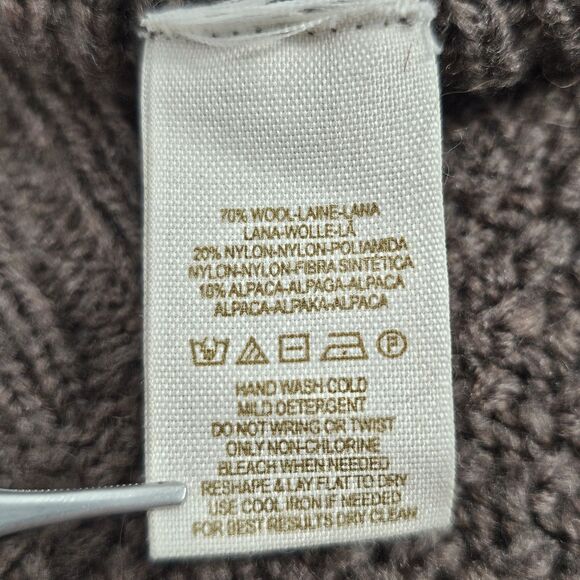 70% WOOL-LAINE-LANA
LANA-WOLLE-LÃ
20% NYLON-NYLON-POLIAMIDA
NYLON-NYLON-FIBRA SINTETICA
10% ALPACA-ALPAGA-ALPACA
ALPACA-ALPAKA-ALPACA
P
HAND WASH COLD
MILD DETERGENT
DO NOT WRING OR TWIST
ONLY NON-CHLORINE
BLEACH WHEN NEEDED
RESHAPE & LAY FLAT TO DRY
USE COOL IRON IF NEEDED
FOR BEST RESULTS DRY CLEAN